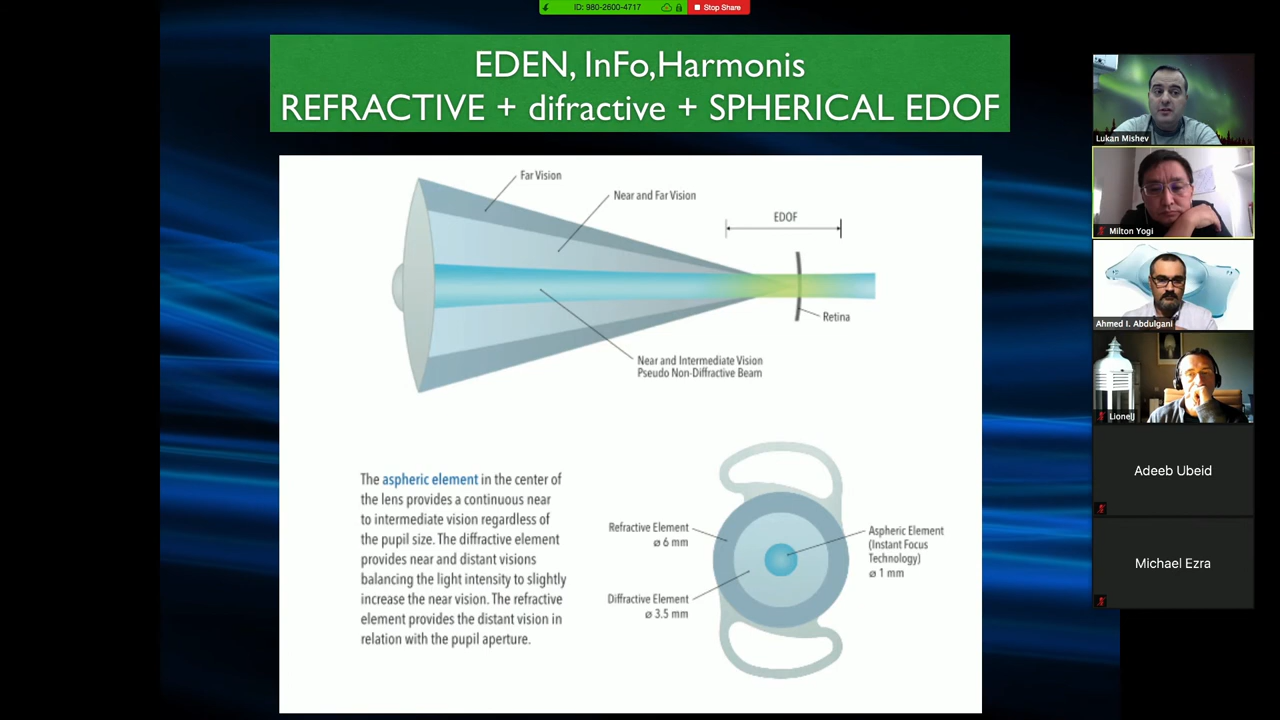 ID: 980-2600-4717
Stop Share
EDEN, InFo,Harmonis
REFRACTIVE + difractive + SPHERICAL EDOF
Far Vision
Near and Far Vision
EDOF
Retina
Near and Intermediate Vision
Pseudo Non-Diffractive Beam
The aspheric element in the center of
the lens provides a continuous near
to intermediate vision regardless of
the pupil size. The diffractive element
provides near and distant visions
balancing the light intensity to slightly
increase the near vision. The refractive
element provides the distant vision in
relation with the pupil aperture.
Refractive Element
ø 6 mm
Diffractive Element
ø 3.5 mm
Aspheric Element
(Instant Focus
Technology)
ø 1 mm
Lukan Mishev
Milton Yogi
Ahmed I. Abdulgani
LionelJ
Adeeb Ubeid
Michael Ezra